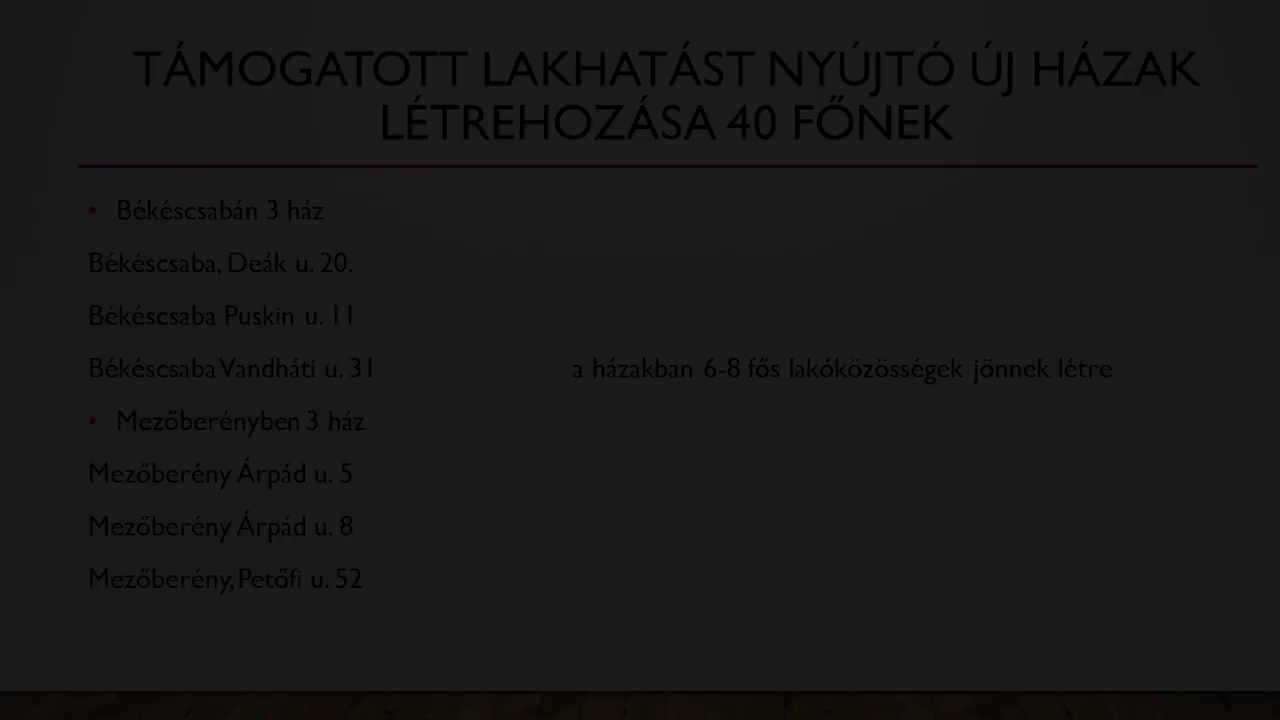 TÁMOGATOTT LAKHATÁST NYÚJTÓ ÚJ HÁZAK
LÉTREHOZÁSA 40 FŐNEK
• Békéscsabán 3 ház
Békéscsaba, Deák u. 20.
Békéscsaba Puskin u. 11
Békéscsaba Vandháti u. 31 a házakban 6-8 fős lakóközösségek jönnek létre
• Mezőberényben 3 ház
Mezőberény Árpád u. 5
Mezőberény Árpád u. 8
Mezőberény, Petőfi u. 52